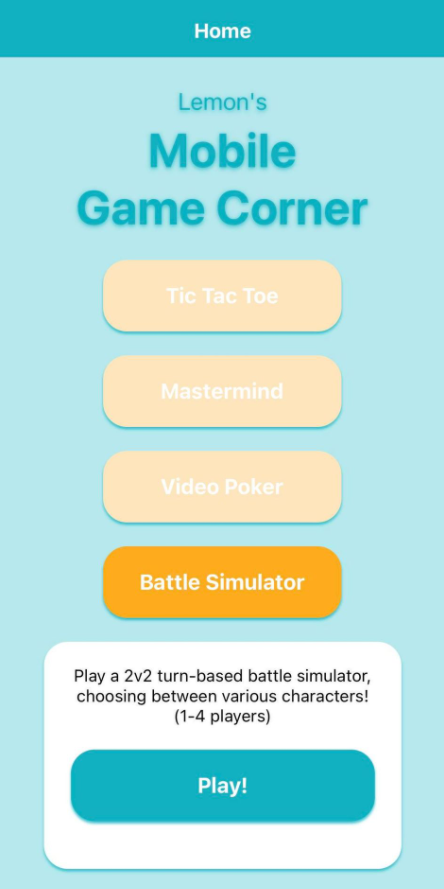 Home
Lemon's
Mobile
Game Corner
Tic Tac Toe
Mastermind
Video Poker
Battle Simulator
Play a 2v2 turn-based battle simulator,
choosing between various characters!
(1-4 players)
Play!